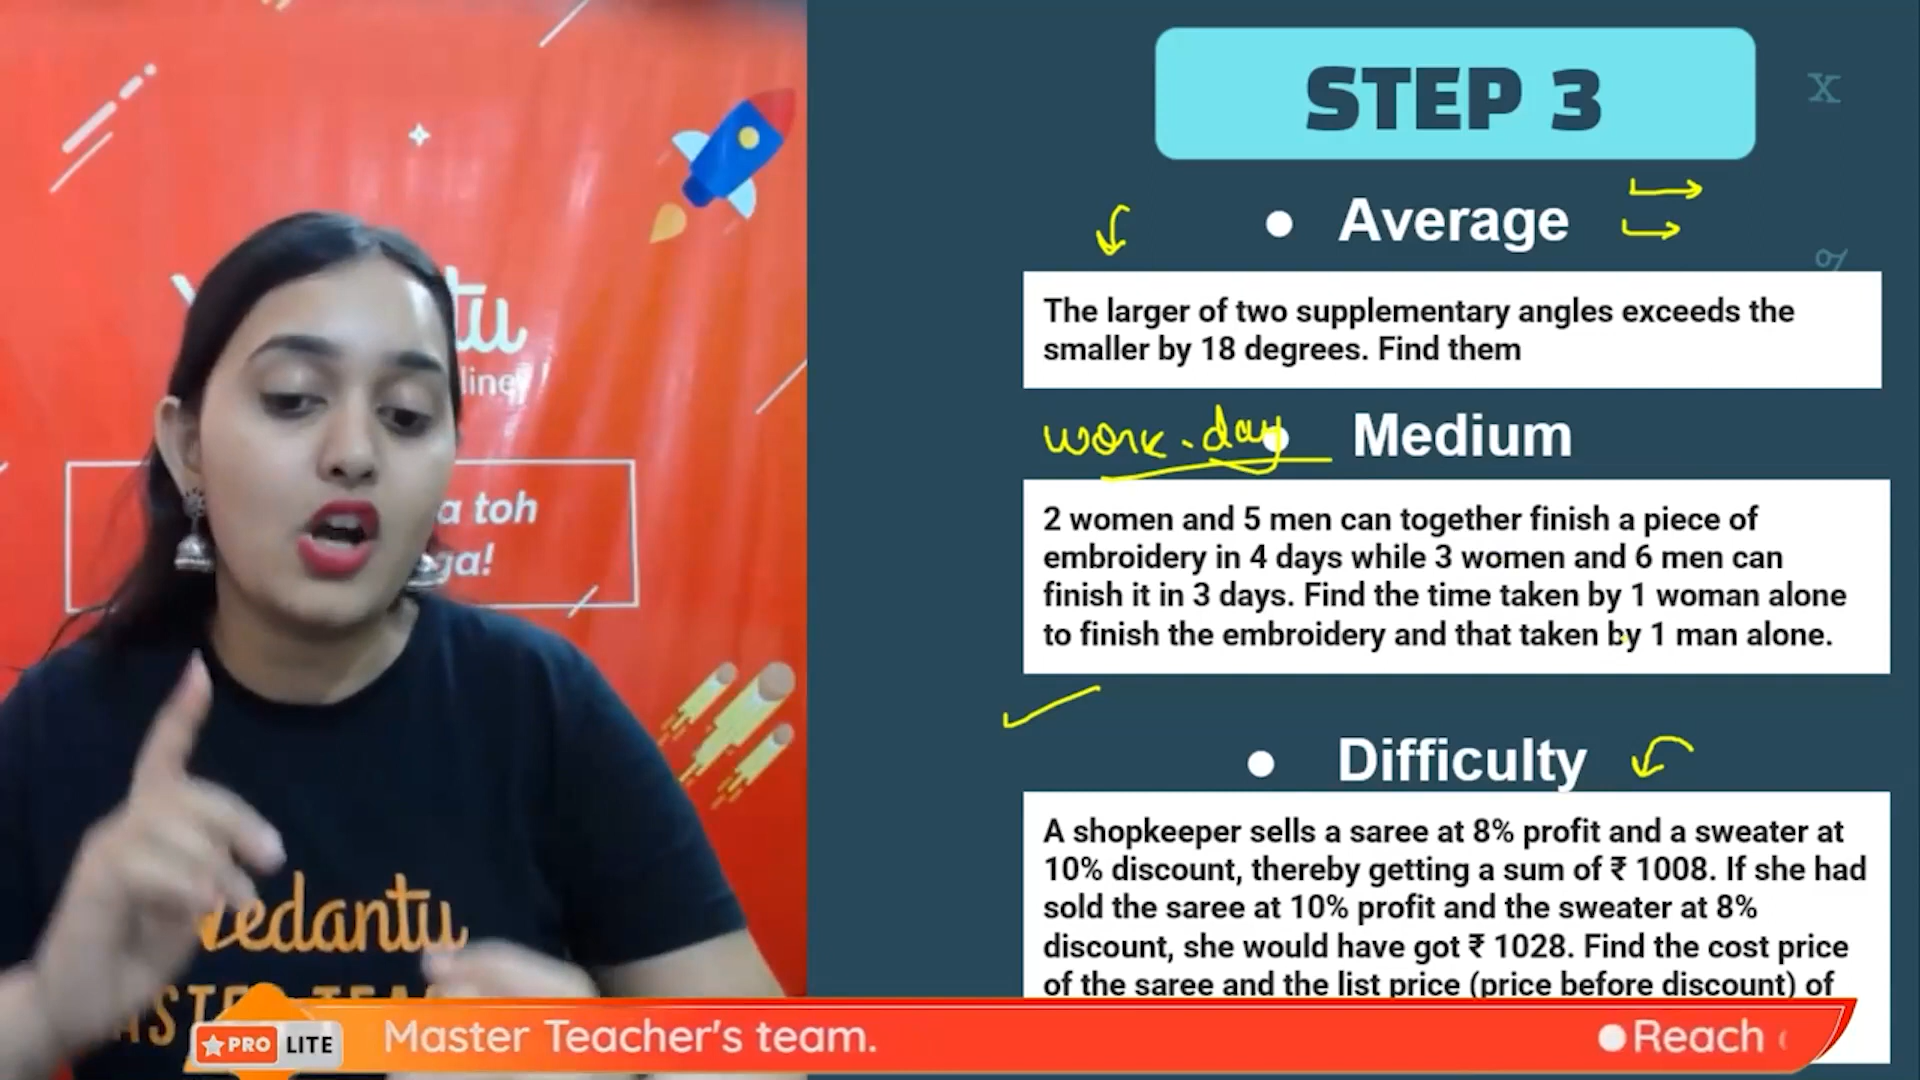 STEP 3
x
• Average
The larger of two supplementary angles exceeds the
smaller by 18 degrees. Find them
work-day
• Medium
2 women and 5 men can together finish a piece of
embroidery in 4 days while 3 women and 6 men can
finish it in 3 days. Find the time taken by 1 woman alone
to finish the embroidery and that taken by 1 man alone.
• Difficulty
A shopkeeper sells a saree at 8% profit and a sweater at
10% discount, thereby getting a sum of ₹ 1008. If she had
sold the saree at 10% profit and the sweater at 8%
discount, she would have got ₹ 1028. Find the cost price
of the saree and the list price (price before discount) of
toh
Vedantu
PRO LITE
Master Teacher's team.
Reach